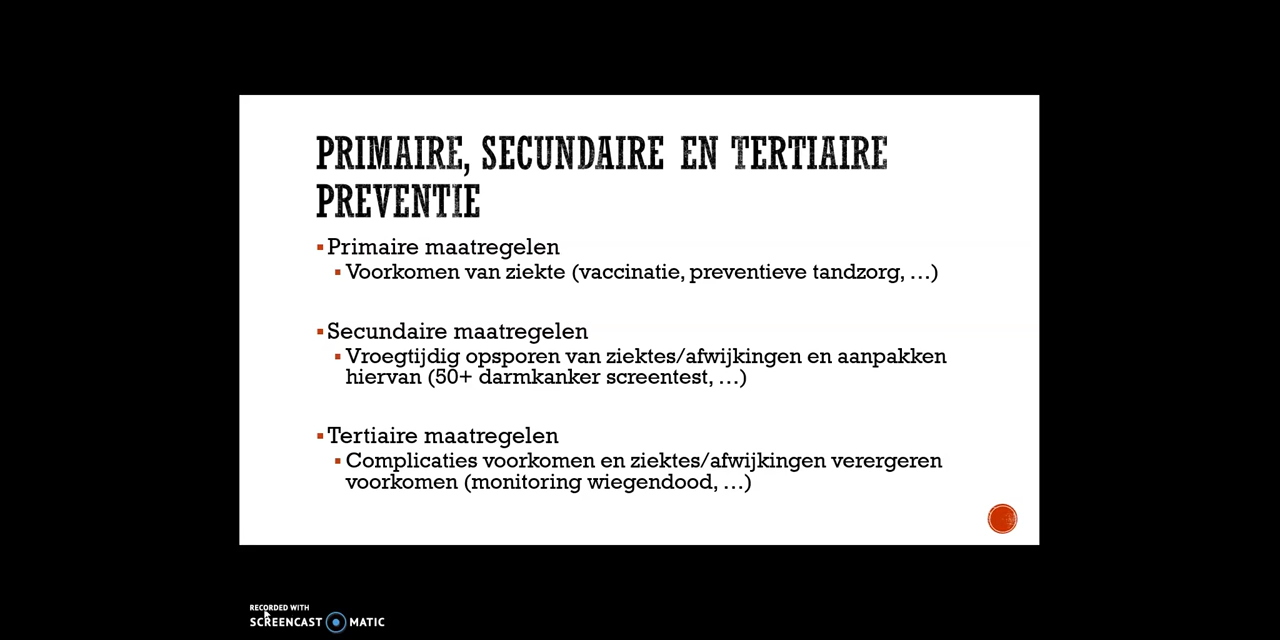 PRIMAIRE, SECUNDAIRE EN TERTIAIRE
PREVENTIE
Primaire maatregelen
Voorkomen van ziekte (vaccinatie, preventieve tandzorg, …)
Secundaire maatregelen
Vroegtijdig opsporen van ziektes/afwijkingen en aanpakken
hiervan (50+ darmkanker screentest, …)
Tertiaire maatregelen
Complicaties voorkomen en ziektes/afwijkingen verergeren
voorkomen (monitoring wiegendood, …)
RECORDED WITH
SCREENCAST MATIC